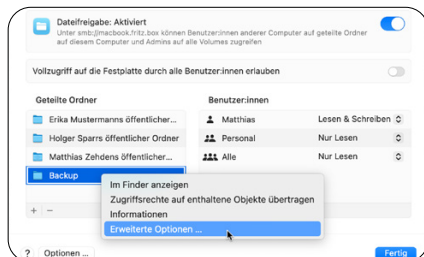 Dateifreigabe: Aktiviert
Unter smb://macbook.fritz.box können Benutzer:innen anderer Computer auf geteilte Ordner
auf diesem Computer und Admins auf alle Volumes zugreifen
Vollzugriff auf die Festplatte durch alle Benutzer:innen erlauben
Geteilte Ordner Benutzer:innen
Erika Mustermanns öffentlicher... Matthias Lesen & Schreiben
Holger Sparrs öffentlicher Ordner Personal Nur Lesen
Matthias Zehdens öffentlicher... Alle Nur Lesen
Backup
Im Finder anzeigen
Zugriffsrechte auf enthaltene Objekte übertragen
Informationen
Erweiterte Optionen ...
+ −
? Optionen ... Fertig